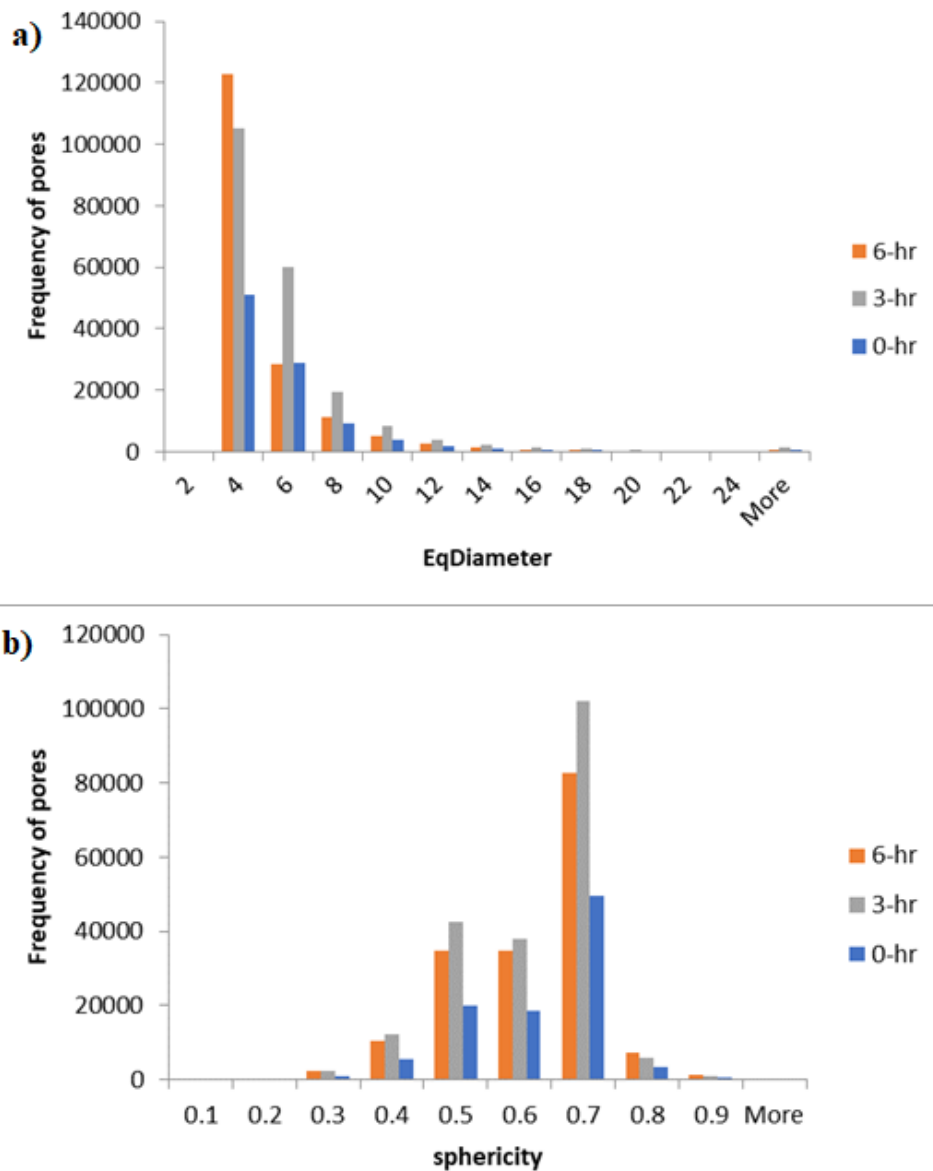 a)
140000
120000
100000
80000
60000
40000
20000
0
Frequency of pores
2 4 6 8 10 12 14 16 18 20 22 24 More
EqDiameter
6-hr
3-hr
0-hr
b)
120000
100000
80000
60000
40000
20000
0
Frequency of pores
0.1 0.2 0.3 0.4 0.5 0.6 0.7 0.8 0.9 More
sphericity
6-hr
3-hr
0-hr